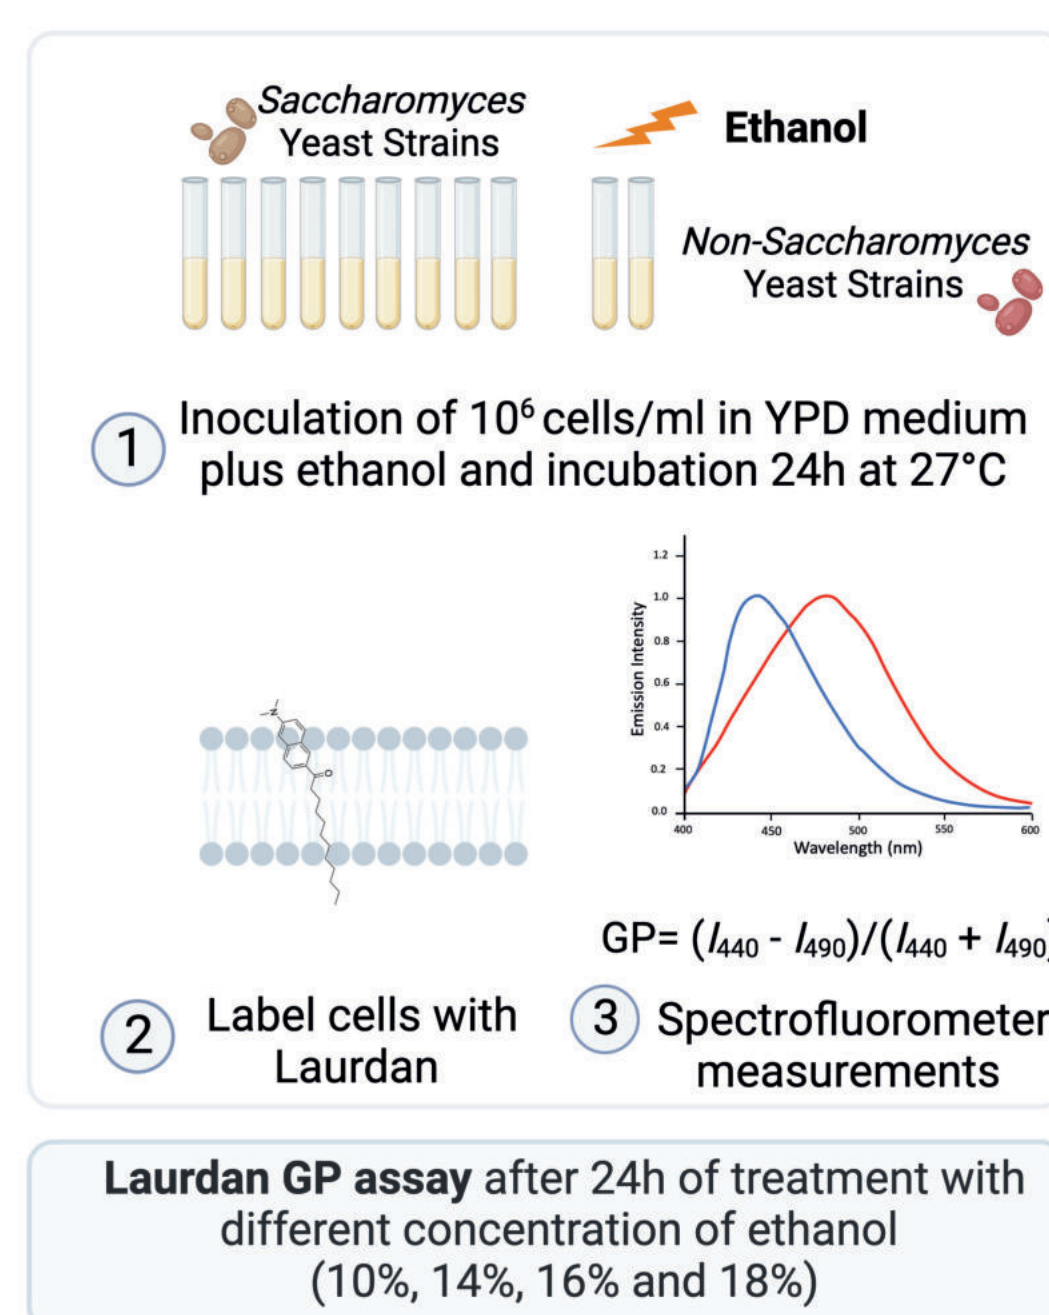 Saccharomyces
Yeast Strains
Ethanol
Non-Saccharomyces
Yeast Strains
1
Inoculation of 10⁶ cells/ml in YPD medium
plus ethanol and incubation 24h at 27°C
N
O
1.2
1.0
0.8
0.6
0.4
0.2
0.0
Emission Intensity
400 450 500 550 600
Wavelength (nm)
GP= (I₄₄₀ - I₄₉₀)/(I₄₄₀ + I₄₉₀)
2
Label cells with
Laurdan
3
Spectrofluorometer
measurements
Laurdan GP assay after 24h of treatment with
different concentration of ethanol
(10%, 14%, 16% and 18%)